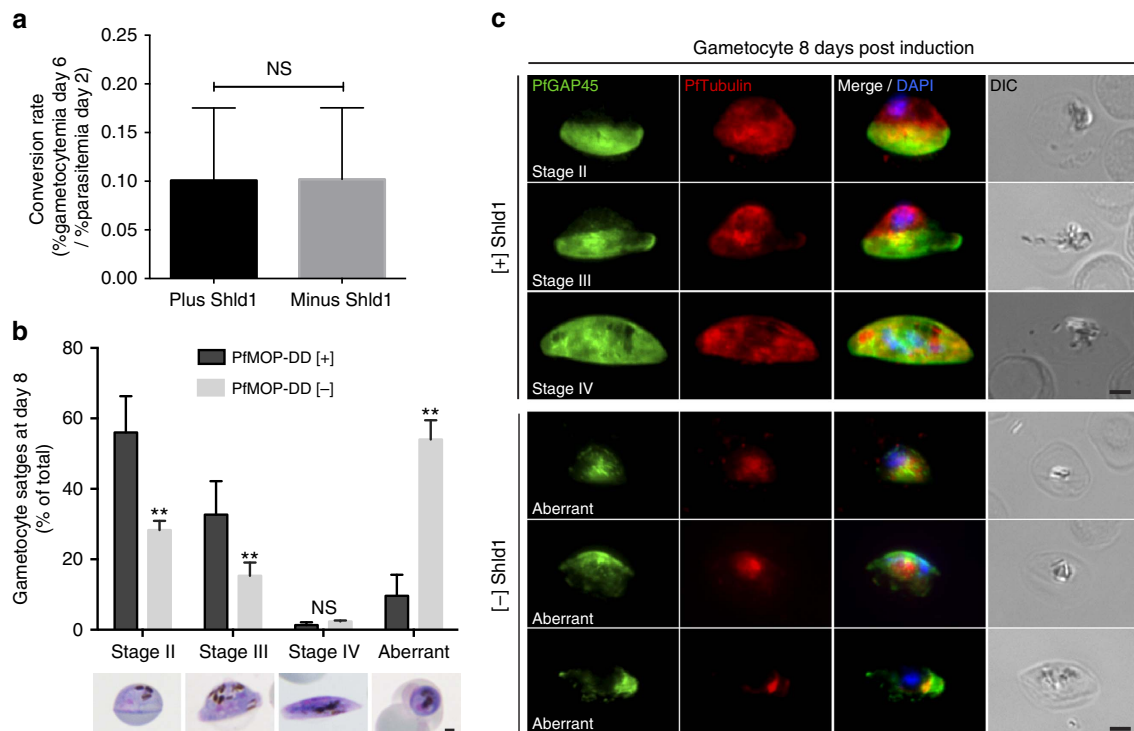 a
0.25
0.20
0.15
0.10
0.05
0.00
Conversion rate
(%gametocytemia day 6
/ %parasitemia day 2)
NS
Plus Shld1
Minus Shld1
b
80
60
40
20
0
Gametocyte satges at day 8
(% of total)
PfMOP-DD [+]
PfMOP-DD [–]
**
**
NS
**
Stage II
Stage III
Stage IV
Aberrant
c
Gametocyte 8 days post induction
PfGAP45
PfTubulin
Merge / DAPI
DIC
[+] Shld1
Stage II
Stage III
Stage IV
[–] Shld1
Aberrant
Aberrant
Aberrant